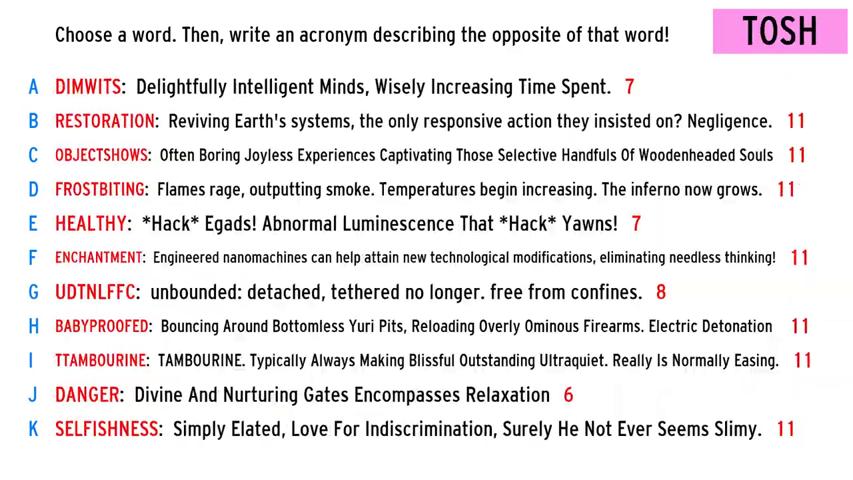 Choose a word. Then, write an acronym describing the opposite of that word!
TOSH
A DIMWITS: Delightfully Intelligent Minds, Wisely Increasing Time Spent. 7
B RESTORATION: Reviving Earth's systems, the only responsive action they insisted on? Negligence. 11
C OBJECTSHOWS: Often Boring Joyless Experiences Captivating Those Selective Handfuls Of Woodenheaded Souls 11
D FROSTBITING: Flames rage, outputting smoke. Temperatures begin increasing. The inferno now grows. 11
E HEALTHY: *Hack* Egads! Abnormal Luminescence That *Hack* Yawns! 7
F ENCHANTMENT: Engineered nanomachines can help attain new technological modifications, eliminating needless thinking! 11
G UDTNLFFC: unbounded: detached, tethered no longer. free from confines. 8
H BABYPROOFED: Bouncing Around Bottomless Yuri Pits, Reloading Overly Ominous Firearms. Electric Detonation 11
I TTAMBOURINE: TAMBOURINE. Typically Always Making Blissful Outstanding Ultraquiet. Really Is Normally Easing. 11
J DANGER: Divine And Nurturing Gates Encompasses Relaxation 6
K SELFISHNESS: Simply Elated, Love For Indiscrimination, Surely He Not Ever Seems Slimy. 11